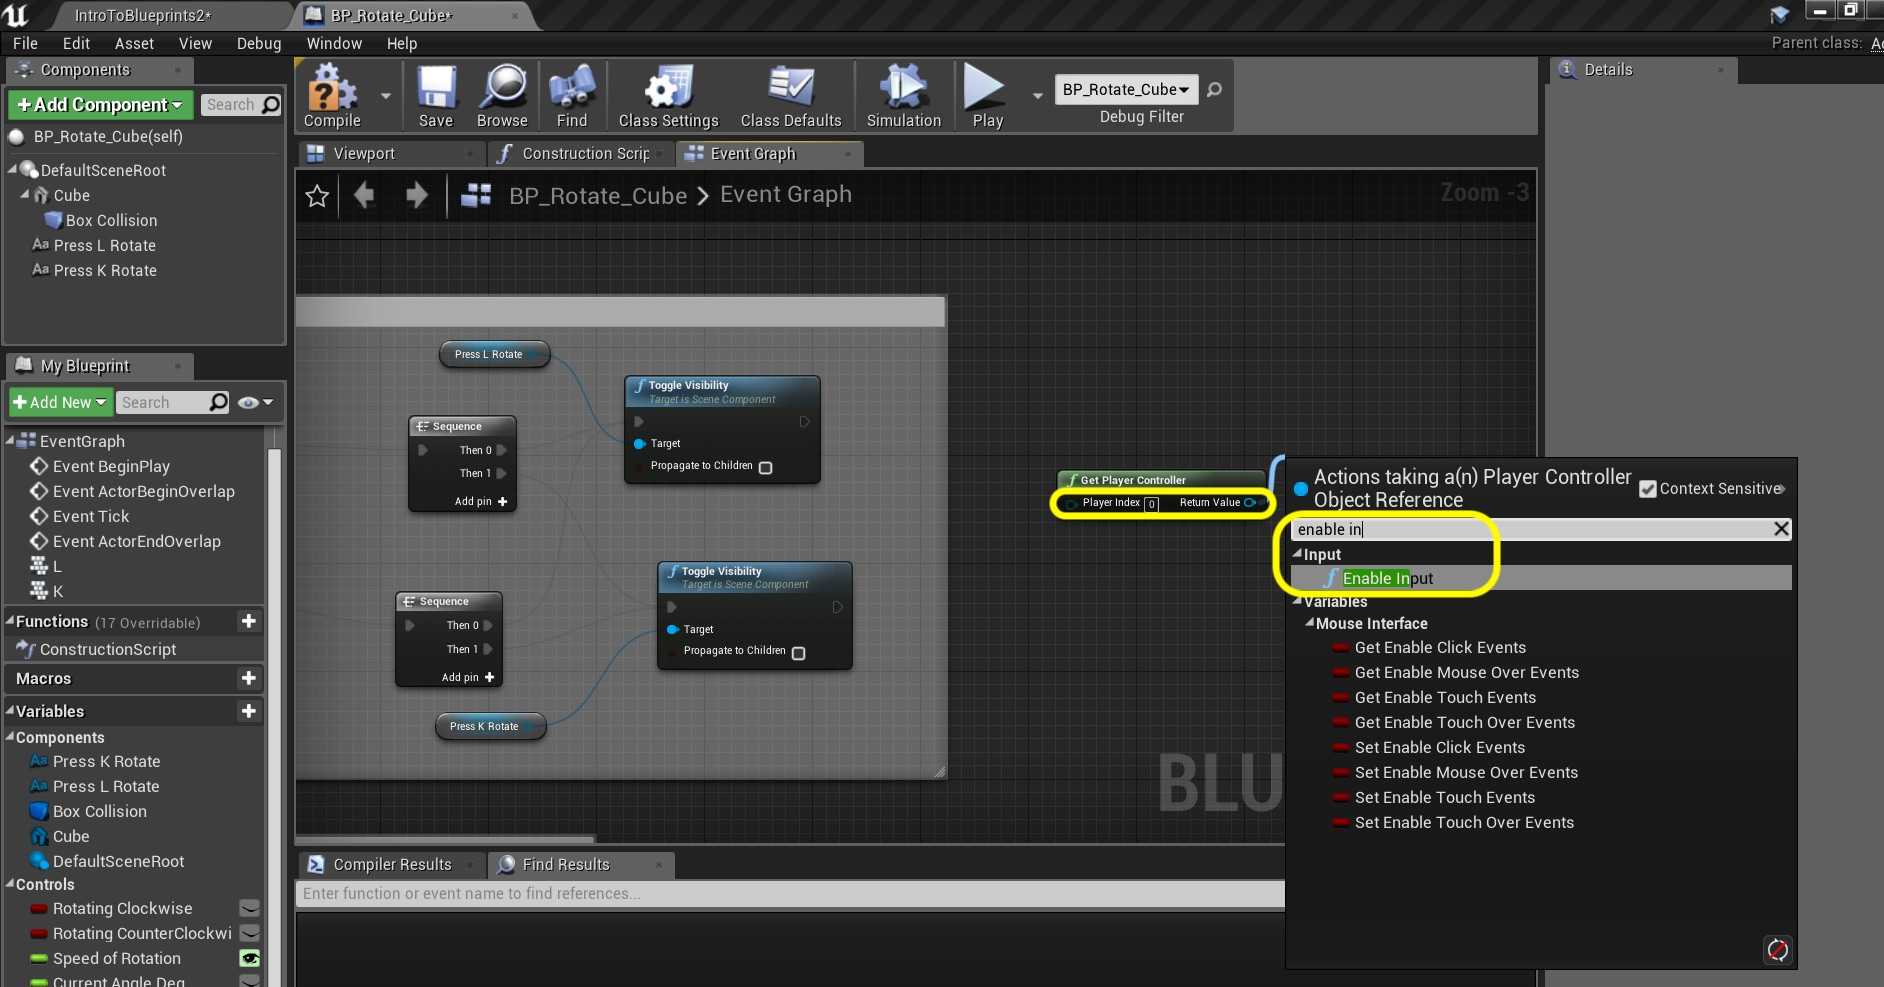 IntroToBlueprints2*
BP_Rotate_Cube*
File Edit Asset View Debug Window Help
Parent class:
Components
Details
+Add Component
Search
Compile
Save
Browse
Find
Class Settings
Class Defaults
Simulation
Play
BP_Rotate_Cube
Debug Filter
BP_Rotate_Cube(self)
DefaultSceneRoot
Cube
Box Collision
Press L Rotate
Press K Rotate
Viewport
Construction Scrip
Event Graph
BP_Rotate_Cube > Event Graph
Zoom -3
My Blueprint
+Add New
Search
EventGraph
Event BeginPlay
Event ActorBeginOverlap
Event Tick
Event ActorEndOverlap
L
K
Functions (17 Overridable)
ConstructionScript
Macros
Variables
Components
Press K Rotate
Press L Rotate
Box Collision
Cube
DefaultSceneRoot
Controls
Rotating Clockwise
Rotating CounterClockwi
Speed of Rotation
Current Angle Deg
Press L Rotate
Toggle Visibility
Target is Scene Component
Target
Propagate to Children
Sequence
Then 0
Then 1
Add pin +
Toggle Visibility
Target is Scene Component
Target
Propagate to Children
Sequence
Then 0
Then 1
Add pin +
Press K Rotate
Get Player Controller
Player Index 0 Return Value
BLU
Actions taking a(n) Player Controller
Object Reference
Context Sensitive
enable in
Input
Enable Input
Variables
Mouse Interface
Get Enable Click Events
Get Enable Mouse Over Events
Get Enable Touch Events
Get Enable Touch Over Events
Set Enable Click Events
Set Enable Mouse Over Events
Set Enable Touch Events
Set Enable Touch Over Events
Compiler Results
Find Results
Enter function or event name to find references...